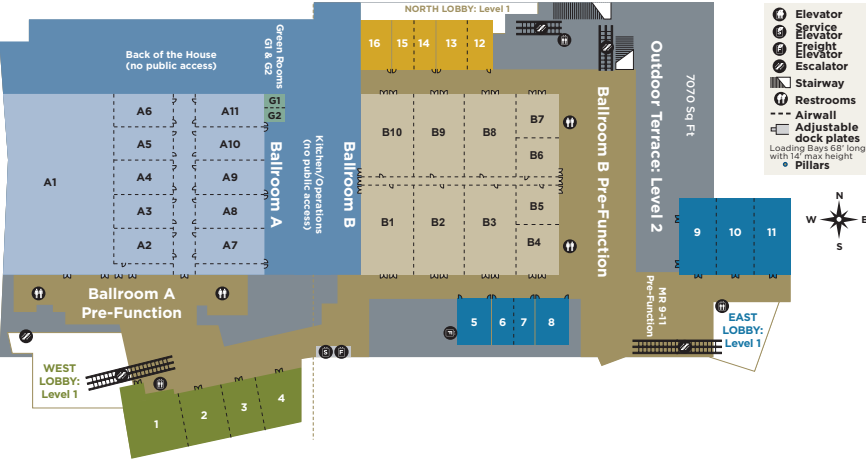 NORTH LOBBY: Level 1
16 15 14 13 12
Back of the House
(no public access)
Green Rooms
G1 & G2
G1
G2
A1
A6
A5
A4
A3
A2
A11
A10
A9
A8
A7
Ballroom A
Kitchen/Operations
(no public access)
Ballroom B
B10
B9
B8
B7
B6
B1
B2
B3
B5
B4
Ballroom B Pre-Function
Outdoor Terrace: Level 2
7070 Sq Ft
9
10
11
Ballroom A
Pre-Function
5
6
7
8
MR 9-11
Pre-Function
EAST
LOBBY:
Level 1
WEST
LOBBY:
Level 1
S
F
F
1
2
3
4
Elevator
Service
Elevator
Freight
Elevator
Escalator
Stairway
Restrooms
Airwall
Adjustable
dock plates
Loading Bays 68' long
with 14' max height
Pillars
N
W
E
S